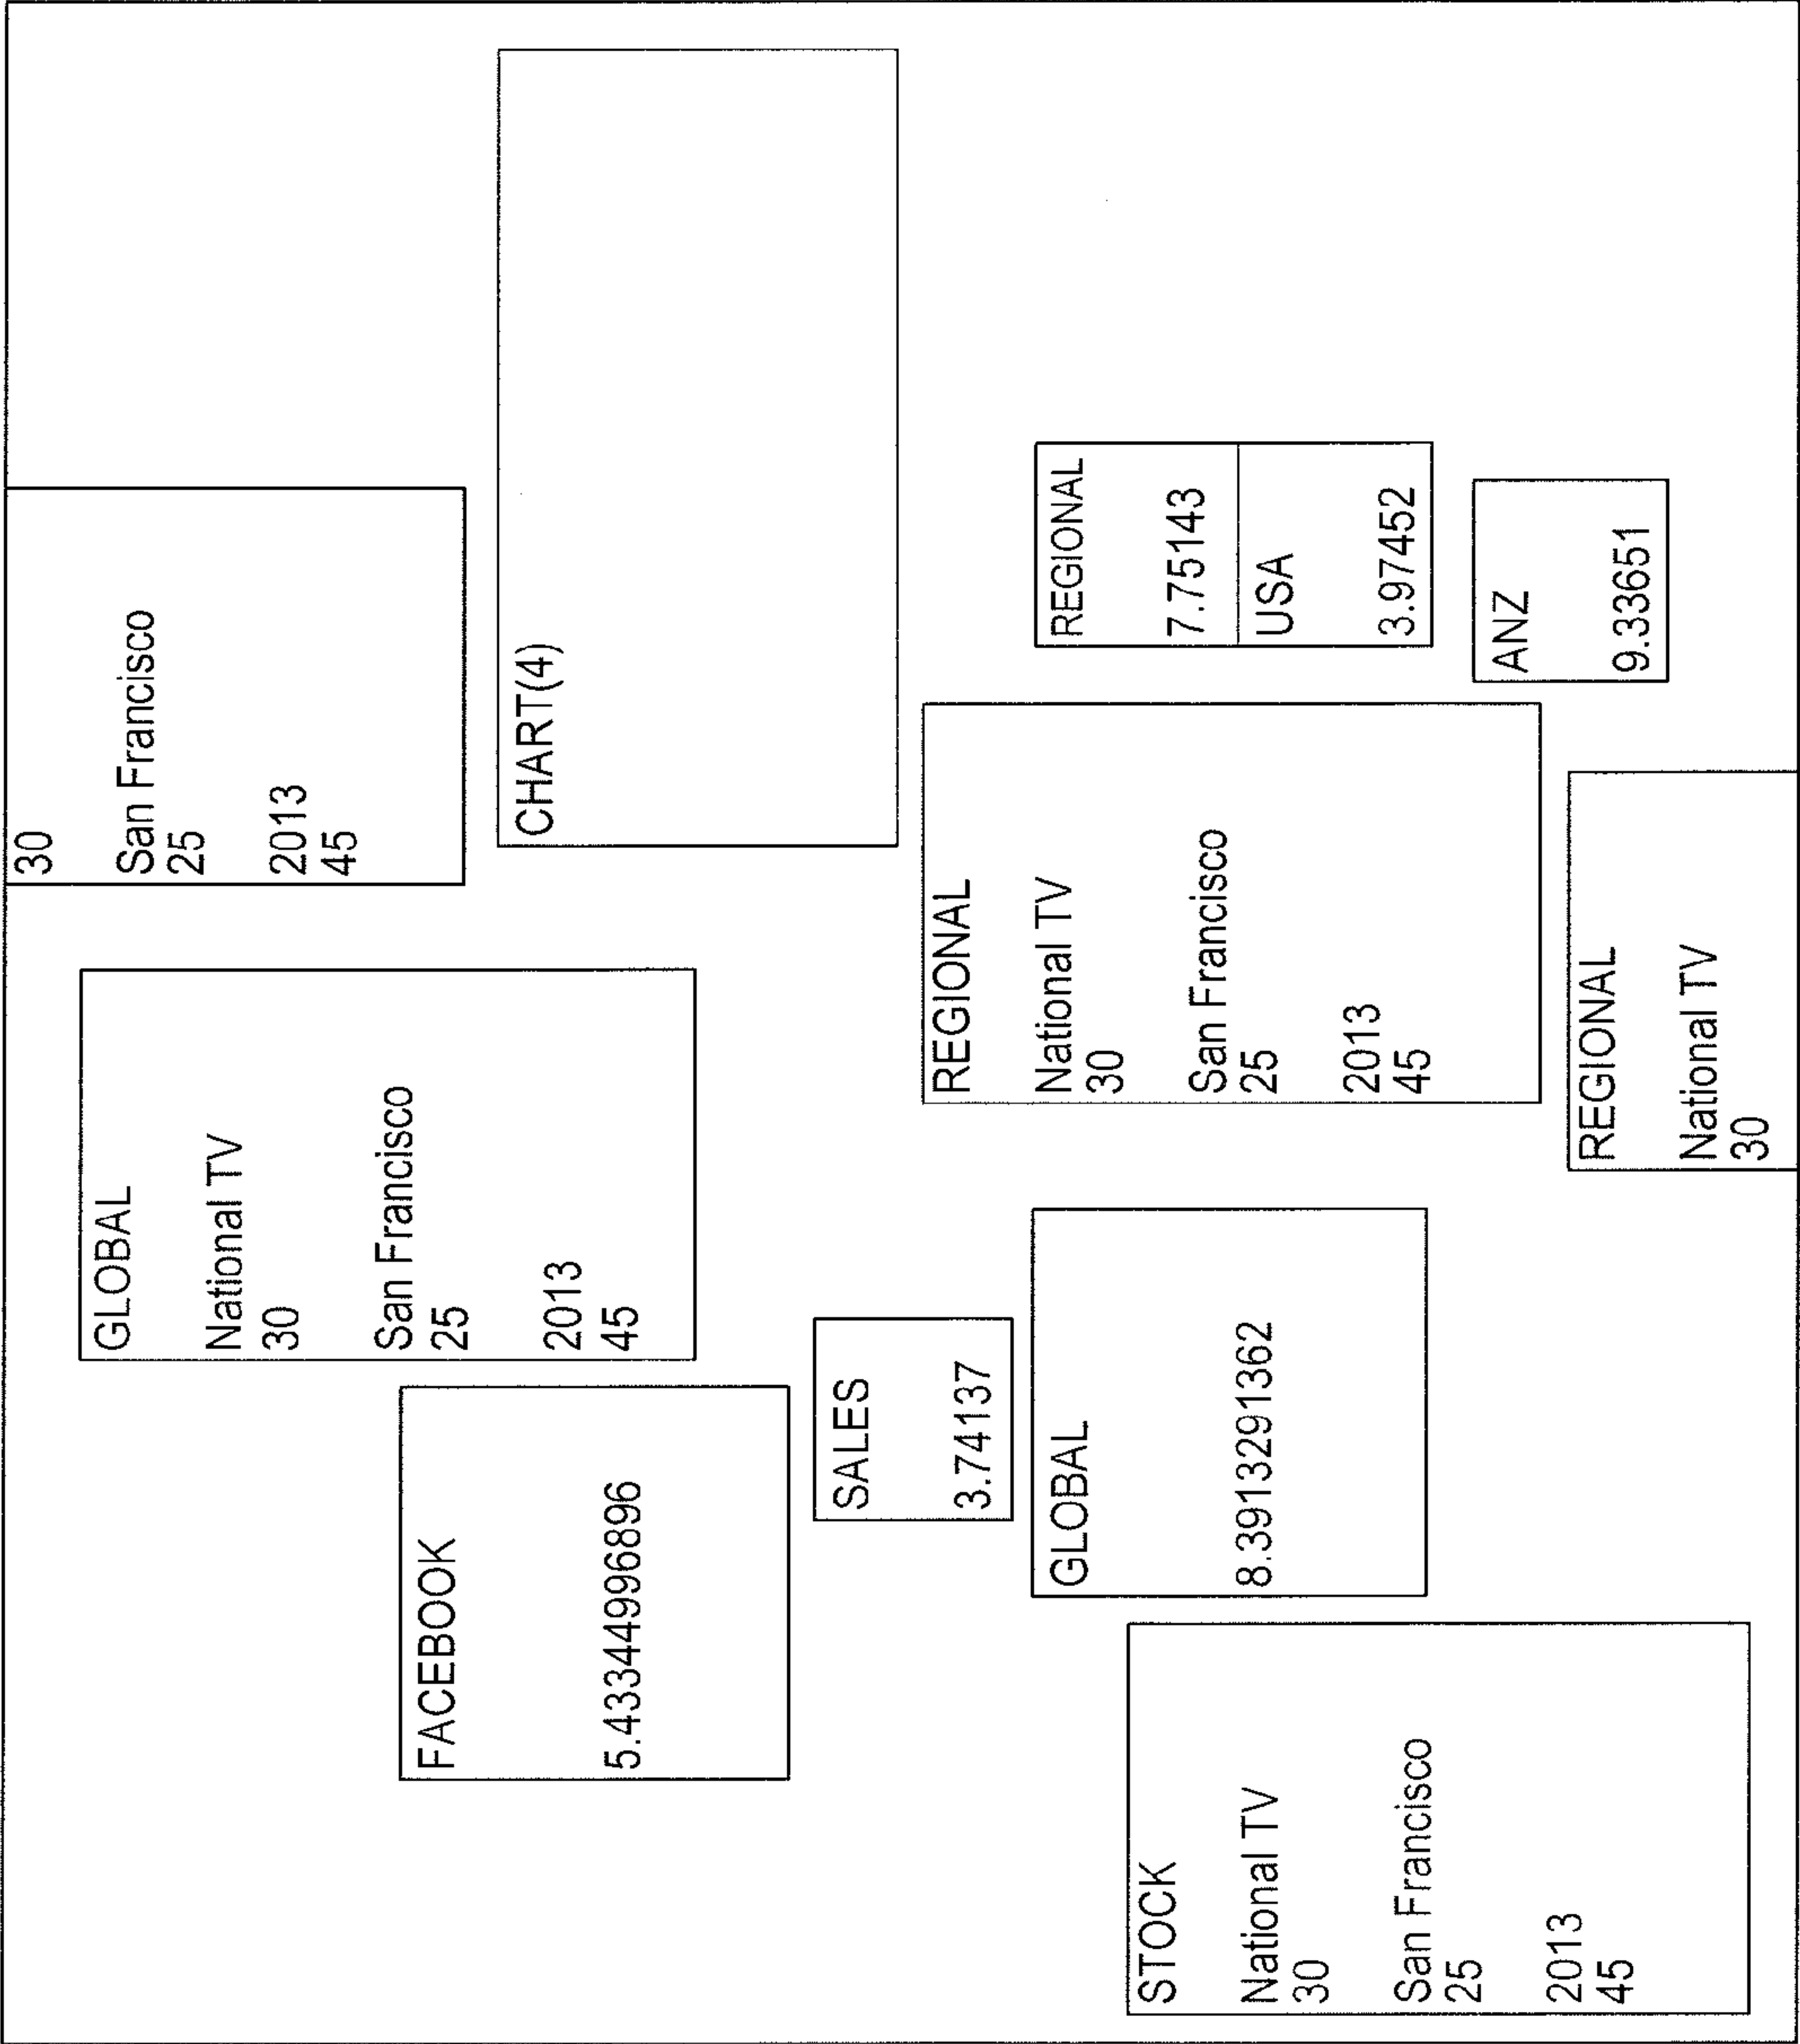 30
San Francisco
25
2013
45
GLOBAL
National TV
30
San Francisco
25
2013
45
FACEBOOK
5.43344996896
CHART(4)
SALES
3.74137
REGIONAL
National TV
30
San Francisco
25
2013
45
GLOBAL
8.3913291362
REGIONAL
7.75143
USA
3.97452
STOCK
National TV
30
San Francisco
25
2013
45
ANZ
9.33651
REGIONAL
National TV
30